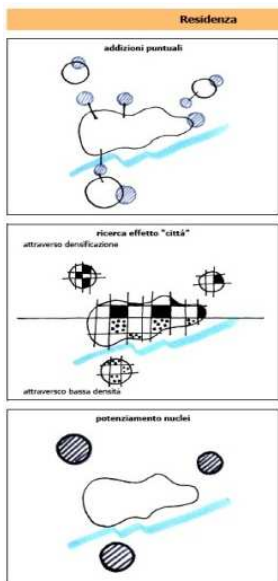 Residenza
addizioni puntuali
ricerca effetto "città"
attraverso densificazione
attraverso bassa densità
potenziamento nuclei